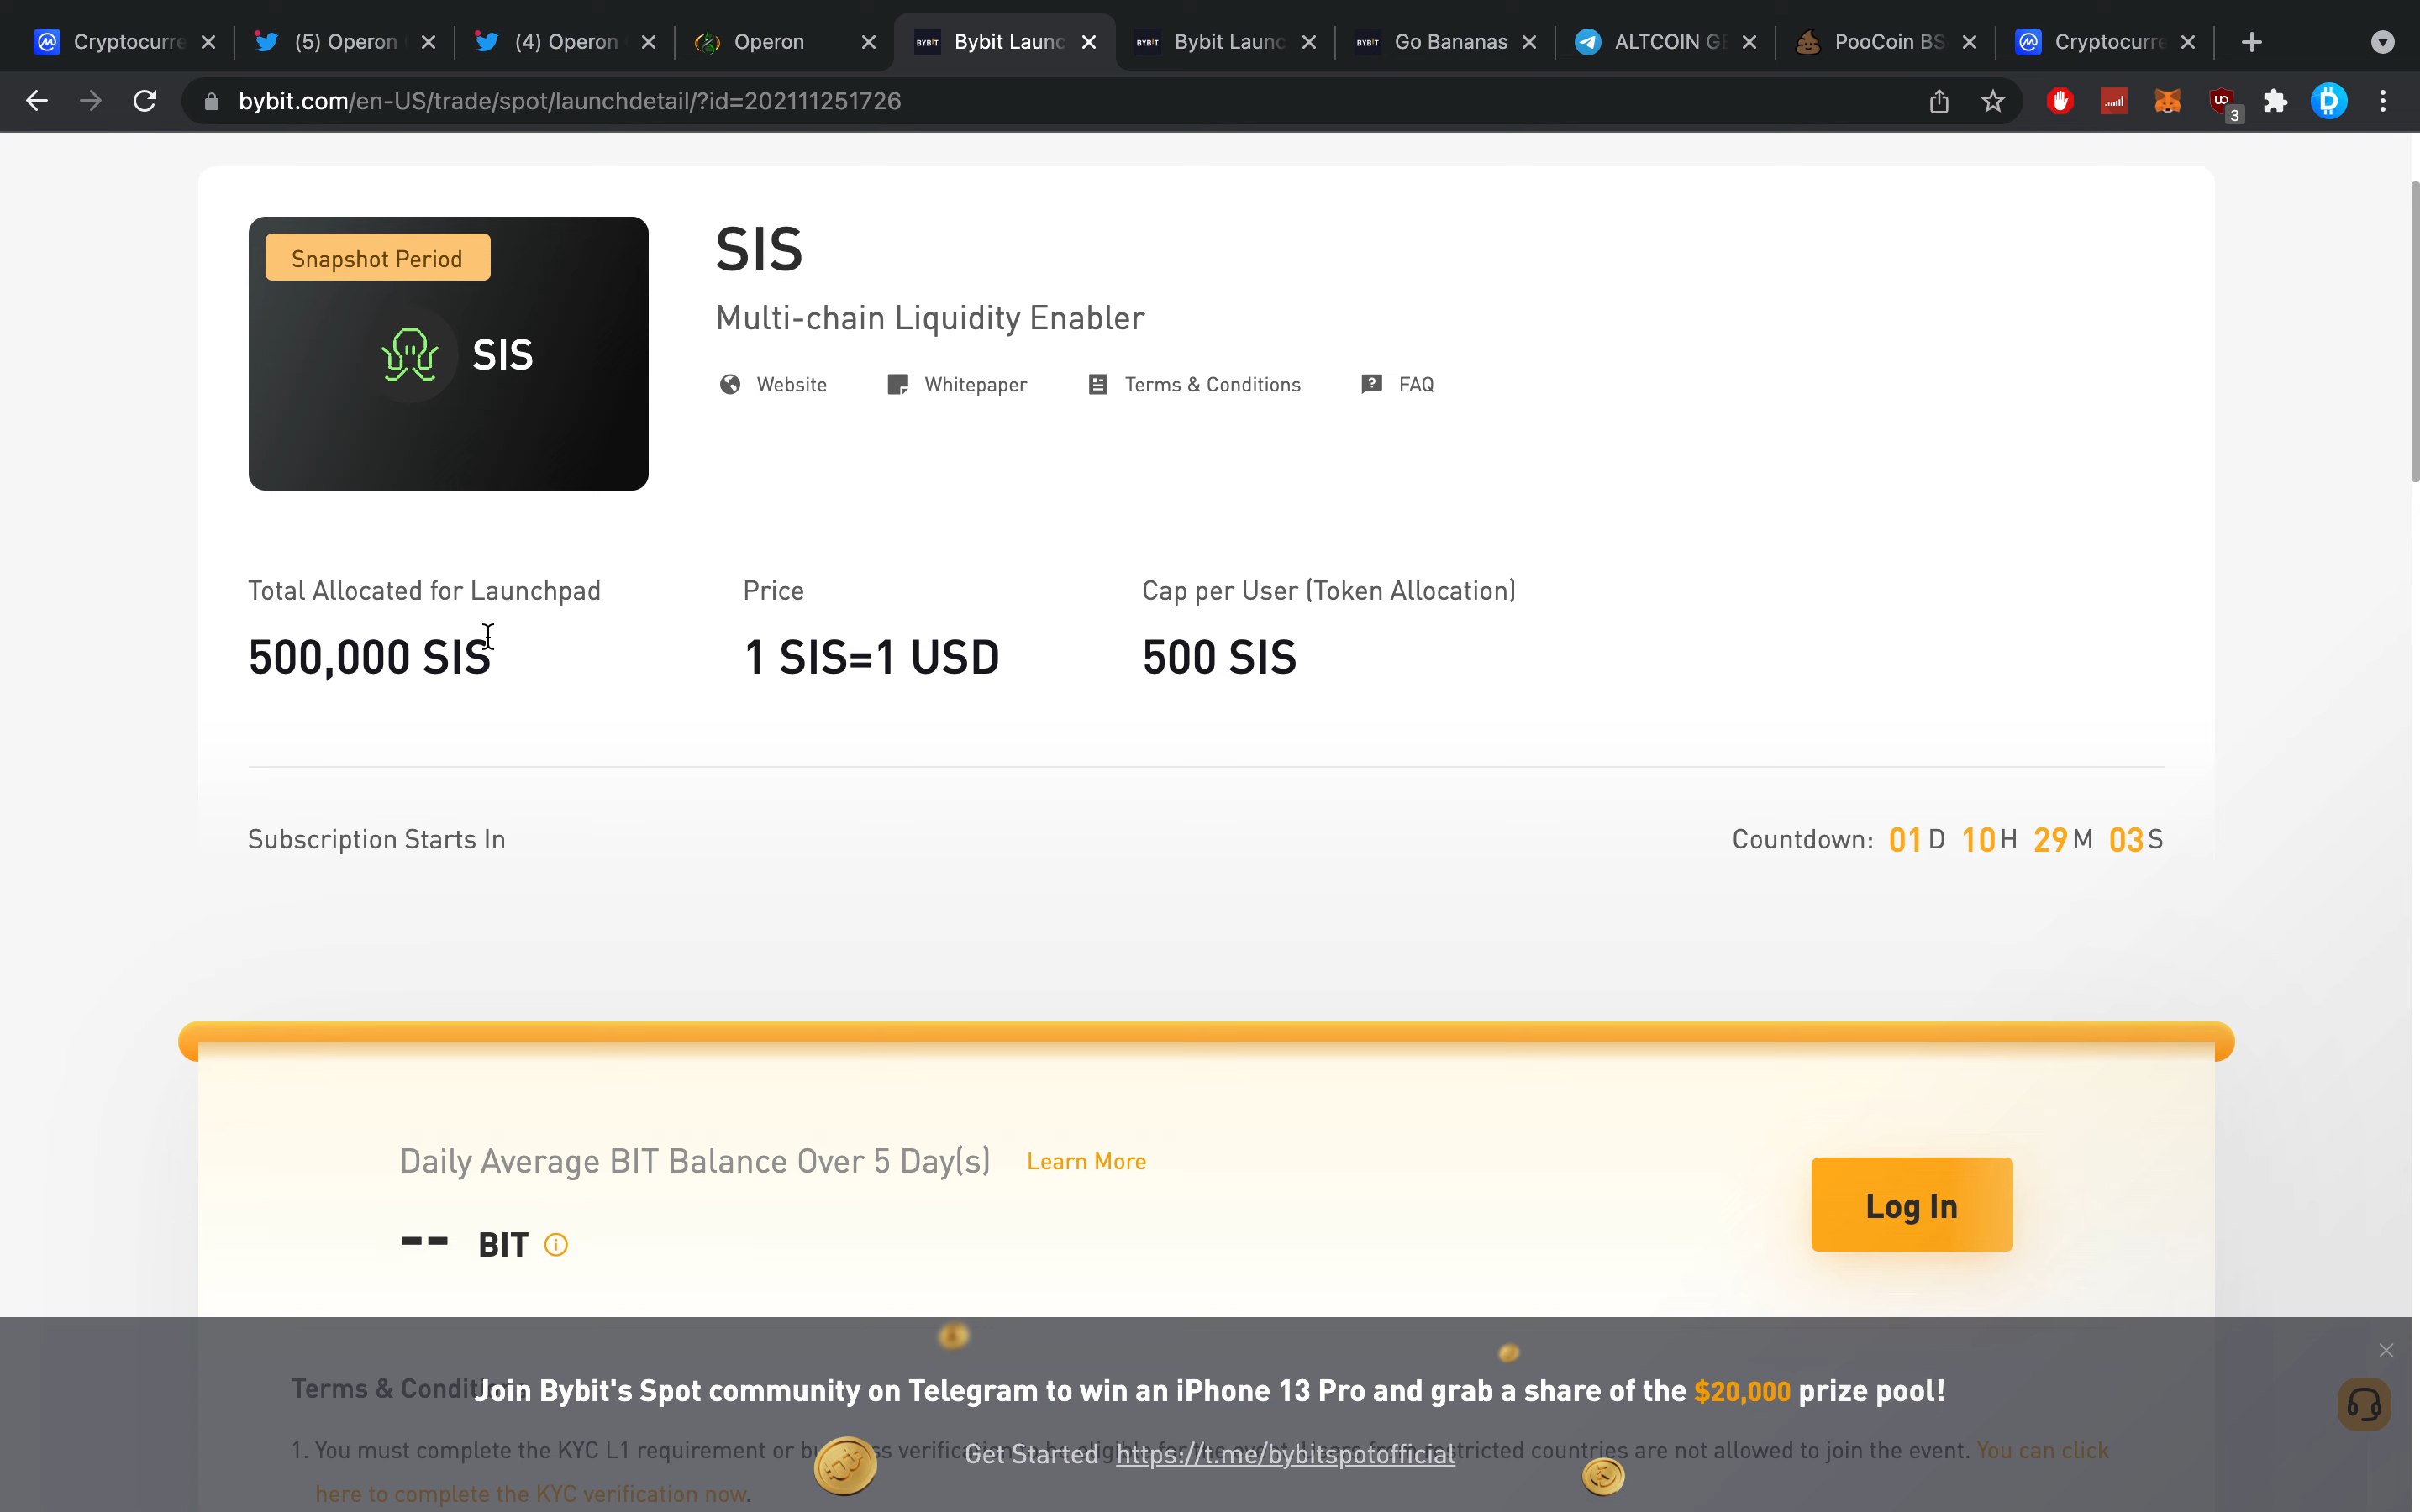 Cryptocurre
(5) Operon
(4) Operon
Operon
Bybit Launc
Bybit Launc
Go Bananas
ALTCOIN GE
PooCoin BS
Cryptocurre
bybit.com/en-US/trade/spot/launchdetail/?id=202111251726
3
Snapshot Period
SIS
SIS
Multi-chain Liquidity Enabler
Website
Whitepaper
Terms & Conditions
FAQ
Total Allocated for Launchpad
500,000 SIS
Price
1 SIS=1 USD
Cap per User (Token Allocation)
500 SIS
Subscription Starts In
Countdown: 01 D 10 H 29 M 03 S
Daily Average BIT Balance Over 5 Day(s) Learn More
-- BIT
Log In
Terms & Condit
Join Bybit's Spot community on Telegram to win an iPhone 13 Pro and grab a share of the $20,000 prize pool!
1. You must complete the KYC L1 requirement or countries are not allowed to join the event. You can click
Get Started https://t.me/bybitspotofficial
here to complete the KYC verification now.